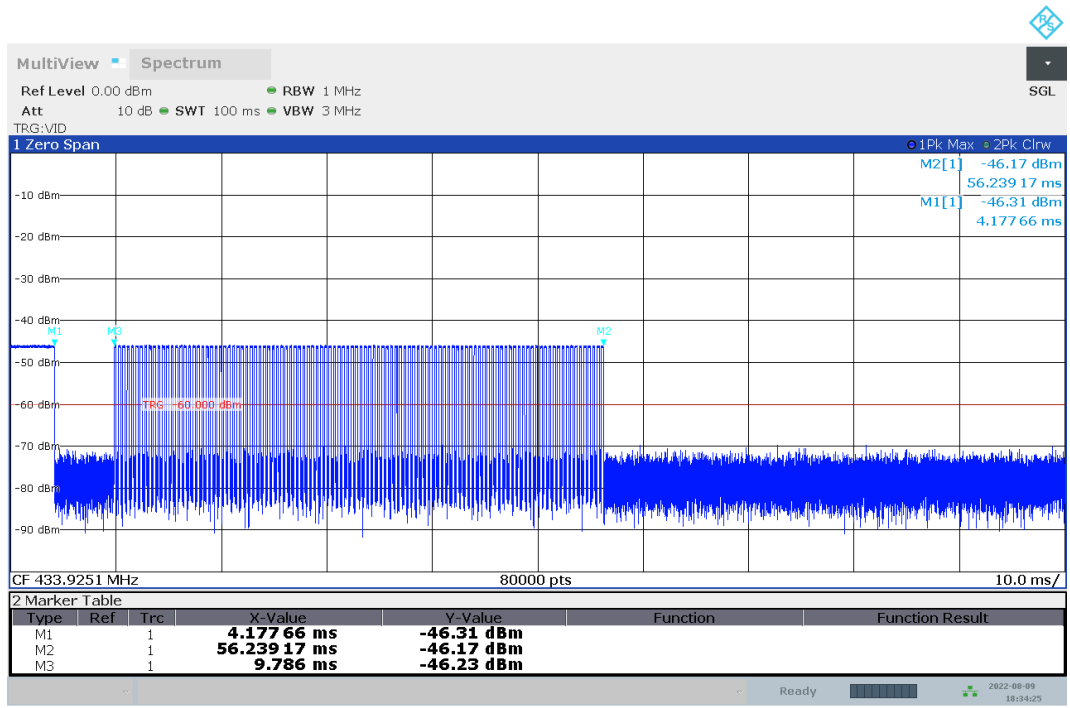 R&S
MultiView Spectrum
Ref Level 0.00 dBm RBW 1 MHz SGL
Att 10 dB SWT 100 ms VBW 3 MHz
TRG:VID
1 Zero Span 1Pk Max 2Pk Clrw
M2[1] -46.17 dBm
56.239 17 ms
-10 dBm M1[1] -46.31 dBm
4.177 66 ms
-20 dBm
-30 dBm
-40 dBm
M1 M3 M2
-50 dBm
-60 dBm TRG -60.000 dBm
-70 dBm
-80 dBm
-90 dBm
CF 433.9251 MHz 80000 pts 10.0 ms/
2 Marker Table
Type Ref Trc X-Value Y-Value Function Function Result
M1 1 4.177 66 ms -46.31 dBm
M2 1 56.239 17 ms -46.17 dBm
M3 1 9.786 ms -46.23 dBm
Ready 2022-08-09
18:34:25